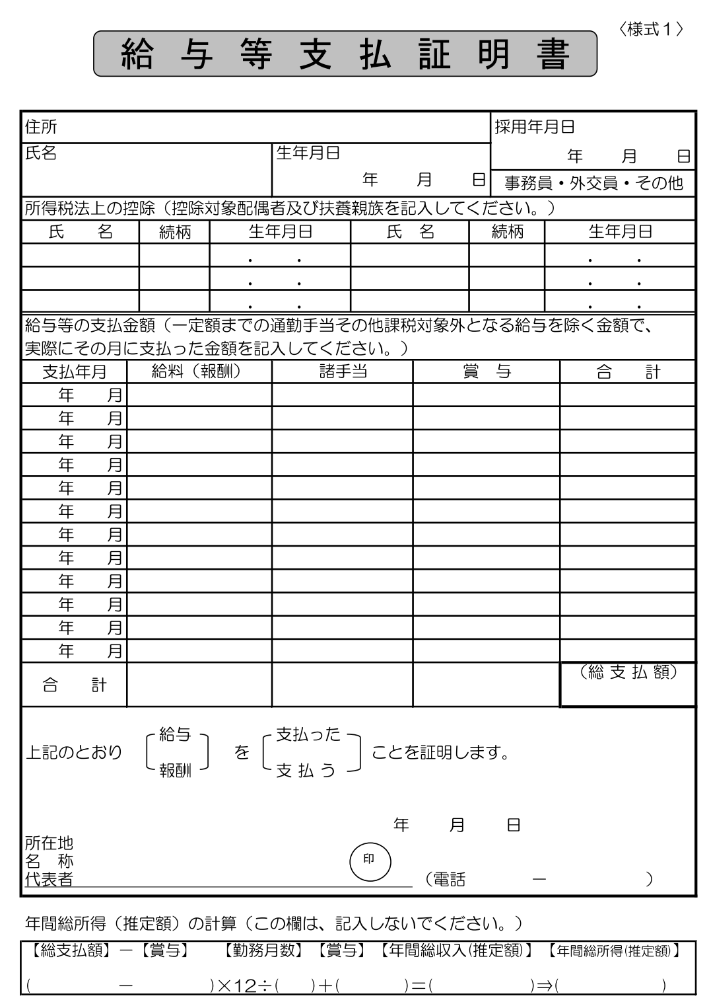 〈様式１〉
給与等支払証明書
住所
採用年月日
氏名
生年月日
年　月　日
年　月　日
事務員・外交員・その他
所得税法上の控除（控除対象配偶者及び扶養親族を記入してください。）
氏　名　続柄　生年月日　氏　名　続柄　生年月日
．　．　．　．
．　．　．　．
．　．　．　．
給与等の支払金額（一定額までの通勤手当その他課税対象外となる給与を除く金額で、
実際にその月に支払った金額を記入してください。）
支払年月　給料（報酬）　諸手当　賞　与　合　計
年　月
年　月
年　月
年　月
年　月
年　月
年　月
年　月
年　月
年　月
年　月
年　月
合　計　（総支払額）
給与　支払った
上記のとおり　を　ことを証明します。
報酬　支払う
年　月　日
所在地
名　称　印
代表者　（電話　－　）
年間総所得（推定額）の計算（この欄は、記入しないでください。）
【総支払額】－【賞与】　【勤務月数】【賞与】【年間総収入(推定額)】【年間総所得(推定額)】
(　－　)×12÷(　)＋(　)＝(　)⇒(　)